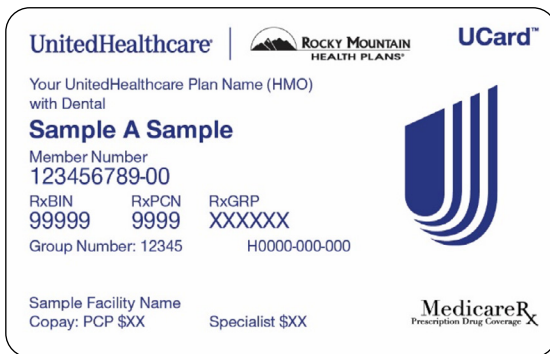 UnitedHealthcare® ROCKY MOUNTAIN HEALTH PLANS® UCard™
Your UnitedHealthcare Plan Name (HMO)
with Dental
Sample A Sample
Member Number
123456789-00
RxBIN RxPCN RxGRP
99999 9999 XXXXXX
Group Number: 12345 H0000-000-000
Sample Facility Name
Copay: PCP $XX Specialist $XX
MedicareRx
Prescription Drug Coverage